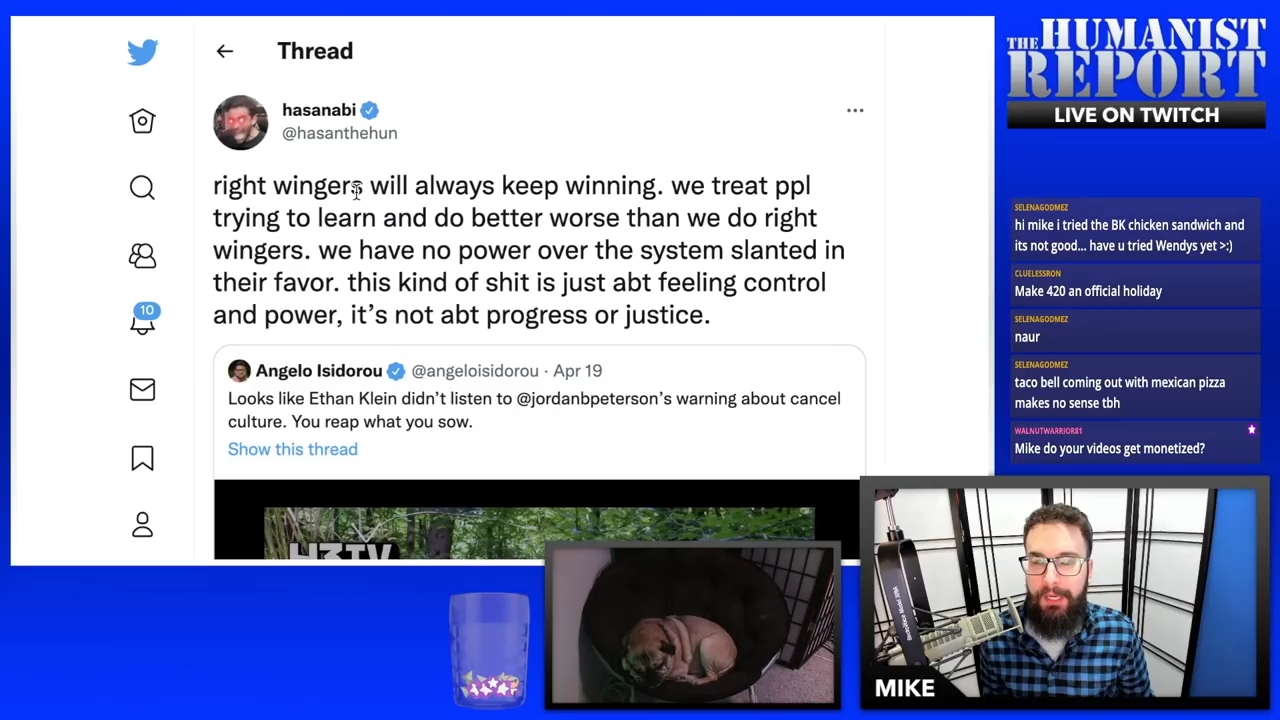 Thread
hasanabi
@hasanthehun
right wingers will always keep winning. we treat ppl
trying to learn and do better worse than we do right
wingers. we have no power over the system slanted in
their favor. this kind of shit is just abt feeling control
and power, it’s not abt progress or justice.
10
Angelo Isidorou @angeloisidorou · Apr 19
Looks like Ethan Klein didn’t listen to @jordanbpeterson’s warning about cancel
culture. You reap what you sow.
Show this thread
H3TV
THE HUMANIST
REPORT
LIVE ON TWITCH
SELENAGODMEZ
hi mike i tried the BK chicken sandwich and
its not good... have u tried Wendys yet >:)
CLUELESSRON
Make 420 an official holiday
SELENAGODMEZ
naur
SELENAGODMEZ
taco bell coming out with mexican pizza
makes no sense tbh
WALNUTWARRIORS1
Mike do your videos get monetized?
MIKE